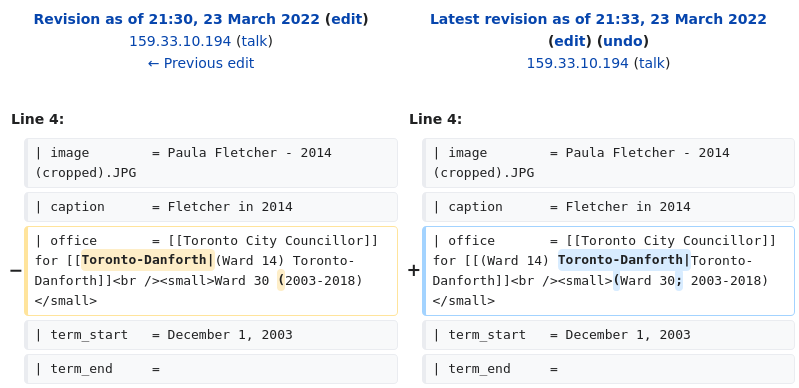 Revision as of 21:30, 23 March 2022 (edit)
159.33.10.194 (talk)
← Previous edit
Latest revision as of 21:33, 23 March 2022
(edit) (undo)
159.33.10.194 (talk)
Line 4:
Line 4:
| image        = Paula Fletcher - 2014
(cropped).JPG
| image        = Paula Fletcher - 2014
(cropped).JPG
| caption      = Fletcher in 2014
| caption      = Fletcher in 2014
−
| office       = [[Toronto City Councillor]]
for [[Toronto-Danforth|(Ward 14) Toronto-
Danforth]]<br /><small>Ward 30 (2003-2018)
</small>
+
| office       = [[Toronto City Councillor]]
for [[(Ward 14) Toronto-Danforth|Toronto-
Danforth]]<br /><small>(Ward 30; 2003-2018)
</small>
| term_start   = December 1, 2003
| term_start   = December 1, 2003
| term_end     =
| term_end     =